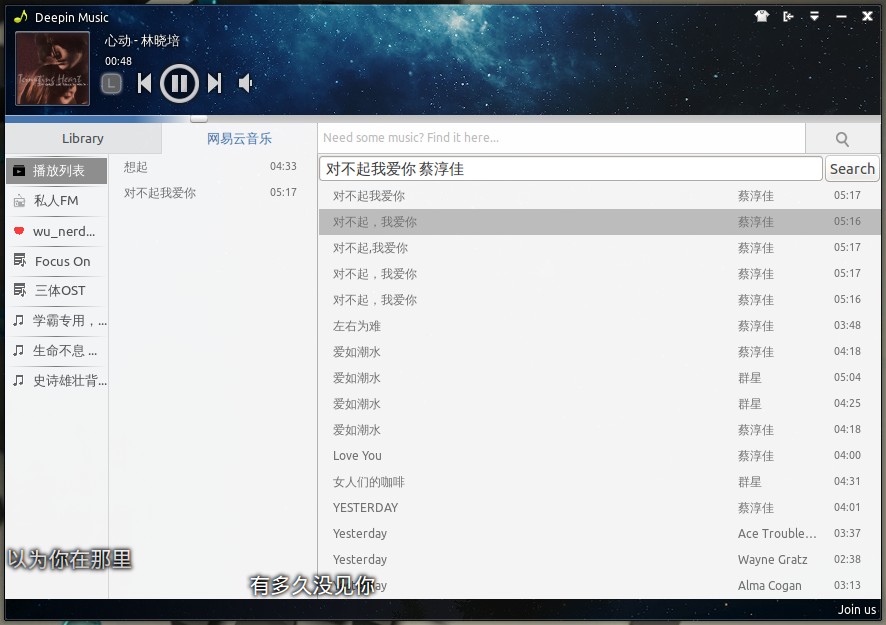 Deepin Music
心动 - 林晓培
00:48
L
Tempting Heart
Library
网易云音乐
Need some music? Find it here...
播放列表
私人FM
wu_nerd...
Focus On
三体OST
学霸专用，...
生命不息 ...
史诗雄壮背...
想起 04:33
对不起我爱你 05:17
对不起我爱你 蔡淳佳 Search
对不起我爱你 蔡淳佳 05:17
对不起，我爱你 蔡淳佳 05:16
对不起,我爱你 蔡淳佳 05:17
对不起，我爱你 蔡淳佳 05:17
对不起，我爱你 蔡淳佳 05:16
左右为难 蔡淳佳 03:48
爱如潮水 蔡淳佳 04:18
爱如潮水 群星 05:04
爱如潮水 群星 04:25
爱如潮水 蔡淳佳 04:18
Love You 蔡淳佳 04:00
女人们的咖啡 群星 04:31
YESTERDAY 蔡淳佳 04:01
Yesterday Ace Trouble... 03:37
Yesterday Wayne Gratz 02:38
Yesterday Alma Cogan 03:13
以为你在那里
有多久没见你
Join us